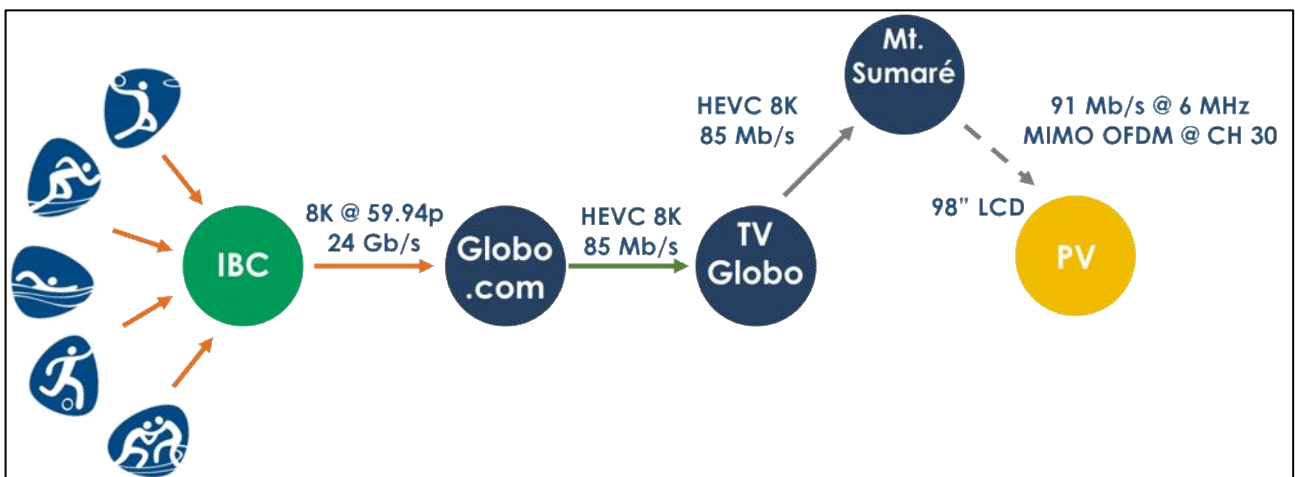 Mt.
Sumaré
HEVC 8K
85 Mb/s
91 Mb/s @ 6 MHz
MIMO OFDM @ CH 30
8K @ 59.94p
24 Gb/s
HEVC 8K
85 Mb/s
98” LCD
IBC
Globo
.com
TV
Globo
PV